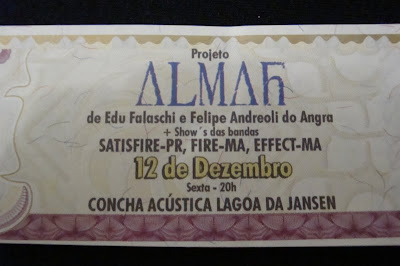 Projeto
ALMAh
de Edu Falaschi e Felipe Andreoli do Angra
+ Show´s das bandas
SATISFIRE-PR, FIRE-MA, EFFECT-MA
12 de Dezembro
Sexta - 20h
CONCHA ACÚSTICA LAGOA DA JANSEN